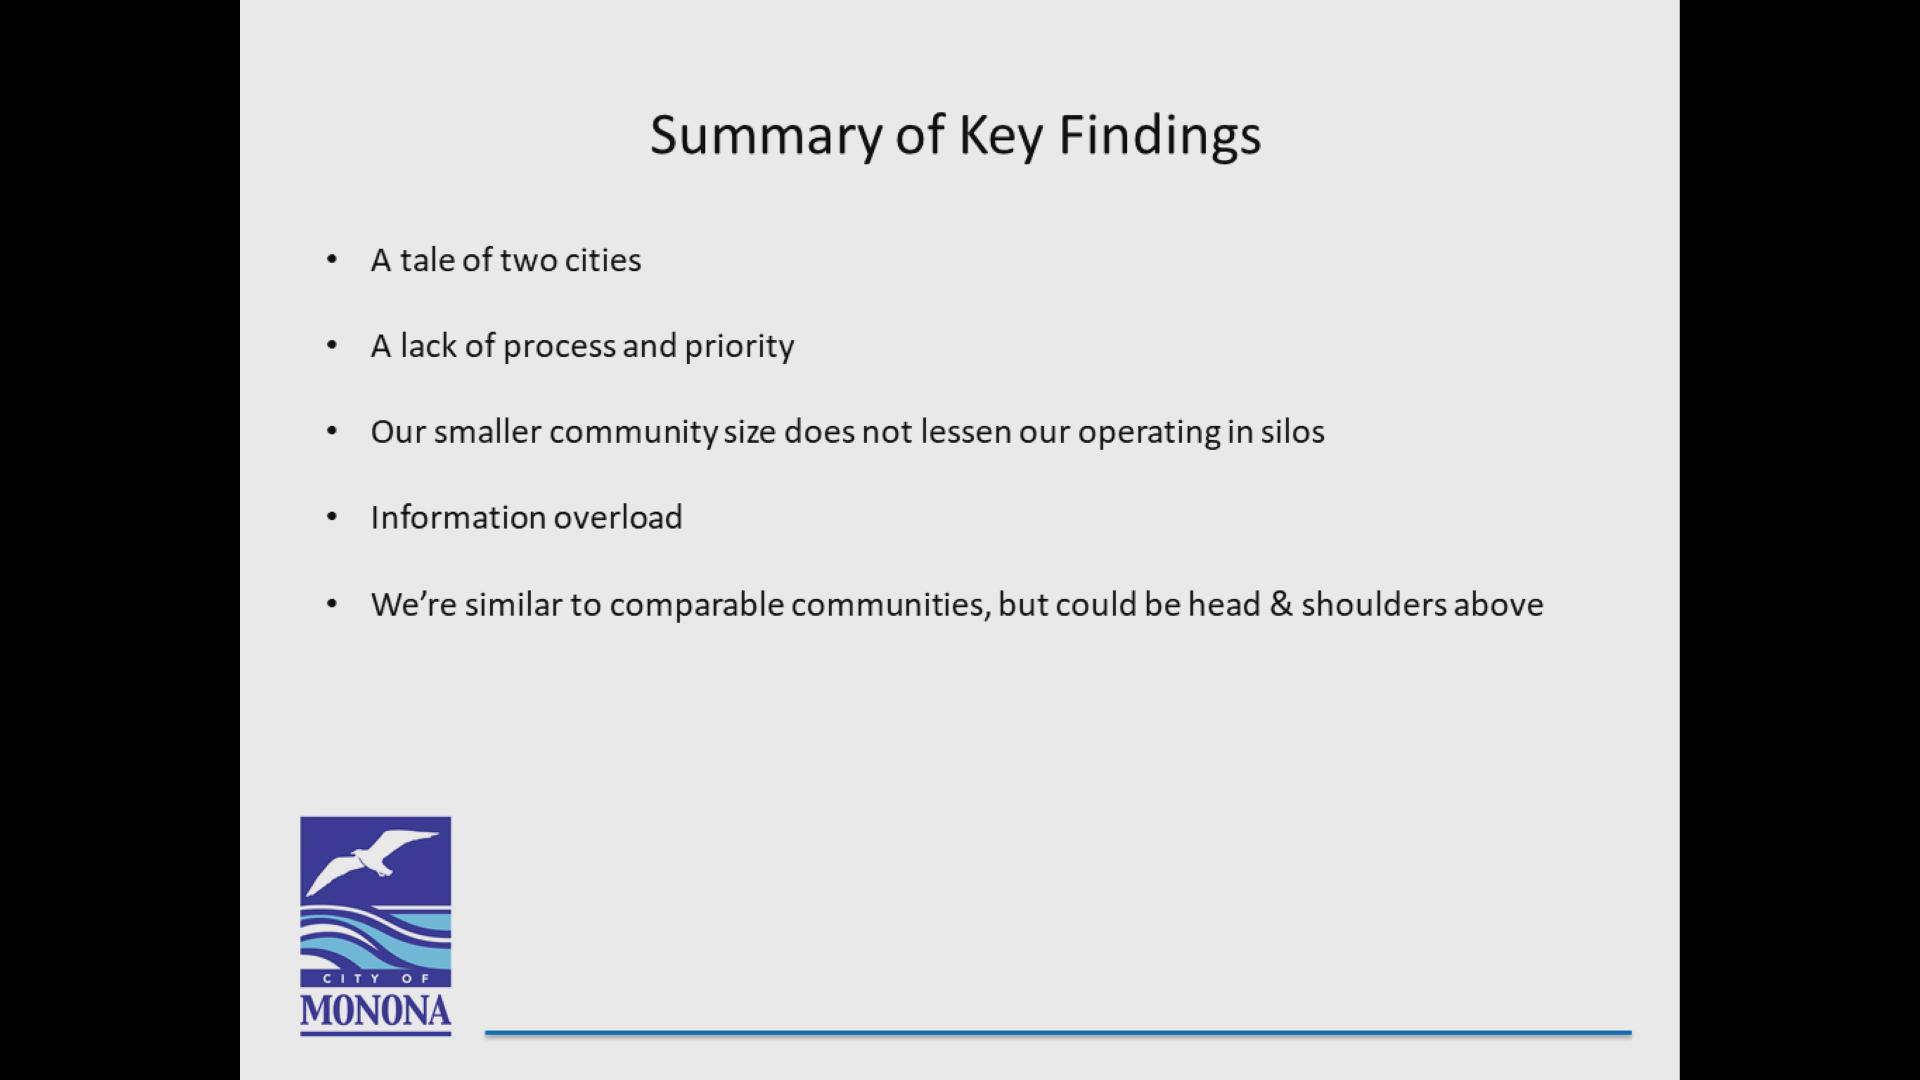 Summary of Key Findings
• A tale of two cities
• A lack of process and priority
• Our smaller community size does not lessen our operating in silos
• Information overload
• We’re similar to comparable communities, but could be head & shoulders above
CITY OF
MONONA